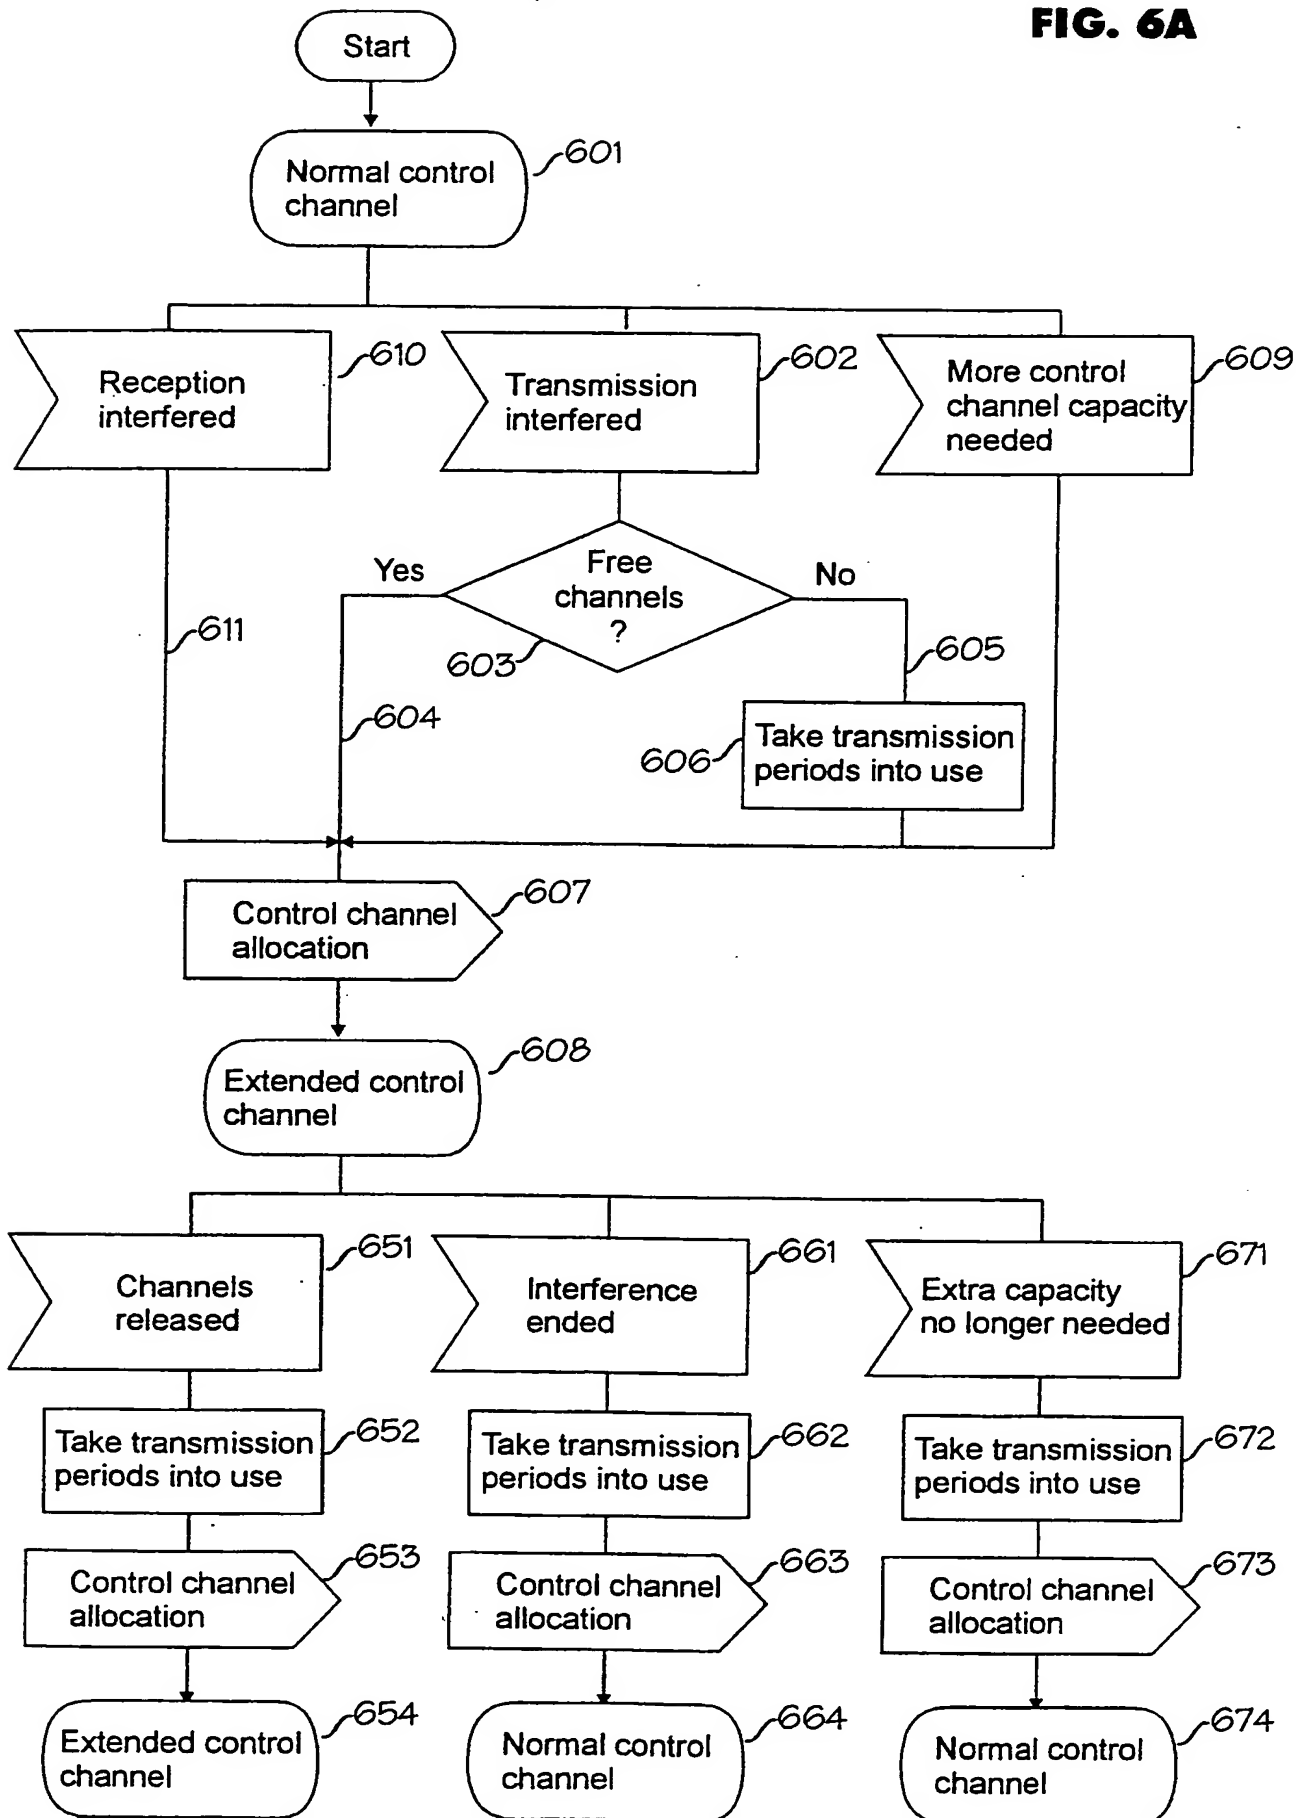 FIG. 6A
Start
Normal control
channel
601
Reception
interfered
610
Transmission
interfered
602
More control
channel capacity
needed
609
Yes
Free
channels
?
No
603
611
604
605
606
Take transmission
periods into use
Control channel
allocation
607
Extended control
channel
608
Channels
released
651
Interference
ended
661
Extra capacity
no longer needed
671
Take transmission
periods into use
652
Take transmission
periods into use
662
Take transmission
periods into use
672
Control channel
allocation
653
Control channel
allocation
663
Control channel
allocation
673
Extended control
channel
654
Normal control
channel
664
Normal control
channel
674